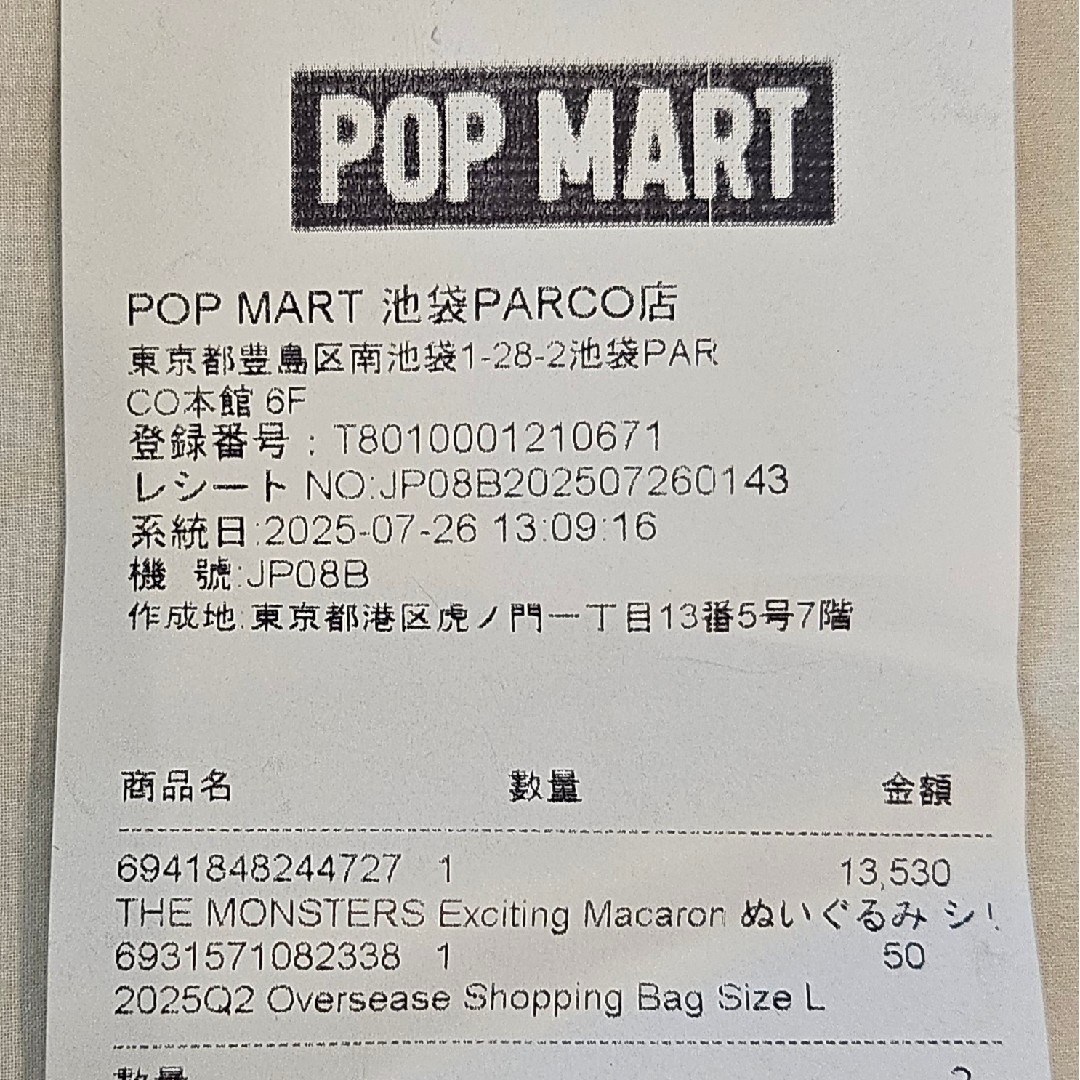 POP MART
POP MART 池袋PARCO店
東京都豊島区南池袋1-28-2池袋PAR
CO本館 6F
登録番号：T8010001210671
レシート NO:JP08B202507260143
系統日:2025-07-26 13:09:16
機 號:JP08B
作成地:東京都港区虎ノ門一丁目13番5号7階
商品名 數量 金額
6941848244727 1 13,530
THE MONSTERS Exciting Macaron ぬいぐるみ シ
6931571082338 1 50
2025Q2 Oversease Shopping Bag Size L
數量